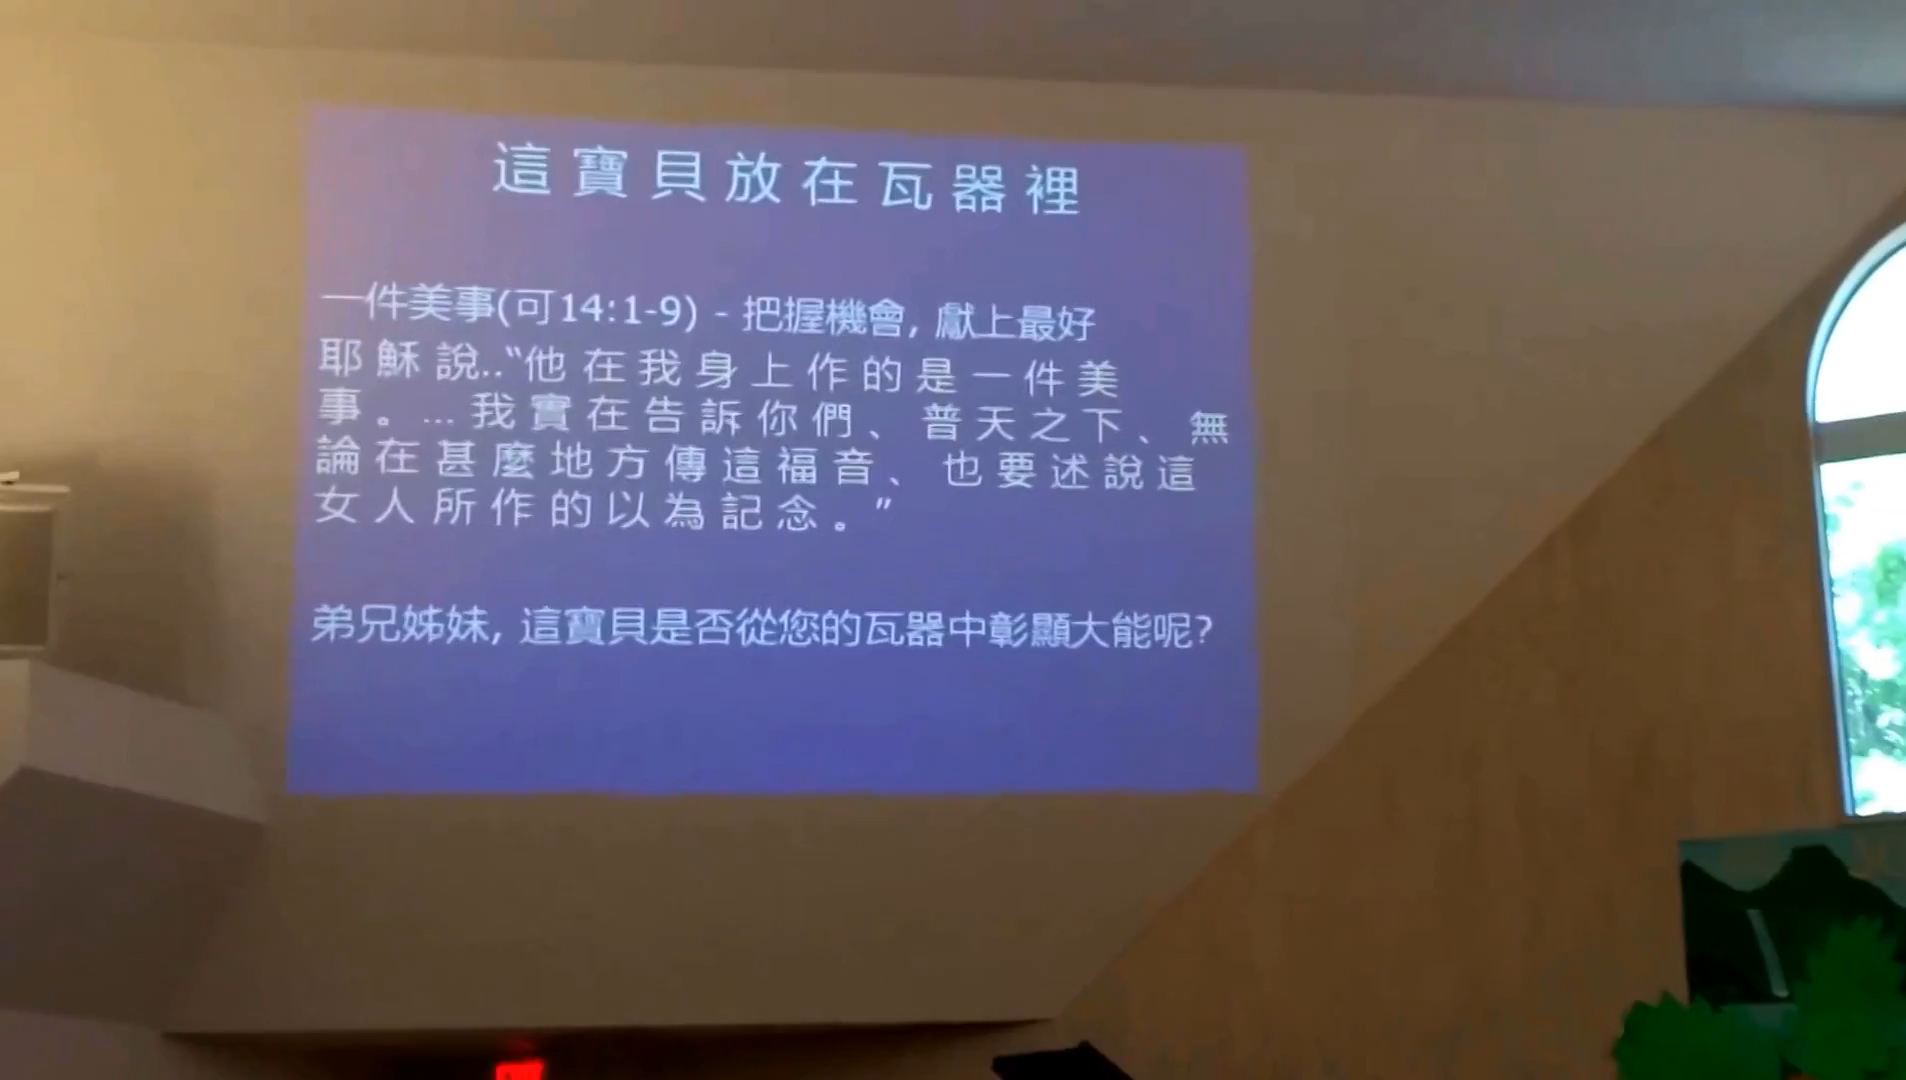 這寶貝放在瓦器裡
一件美事(可14:1-9) - 把握機會, 獻上最好
耶穌說..“他在我身上作的是一件美
事。...我實在告訴你們、普天之下、無
論在甚麼地方傳這福音、也要述說這
女人所作的以為記念。”
弟兄姊妹, 這寶貝是否從您的瓦器中彰顯大能呢?